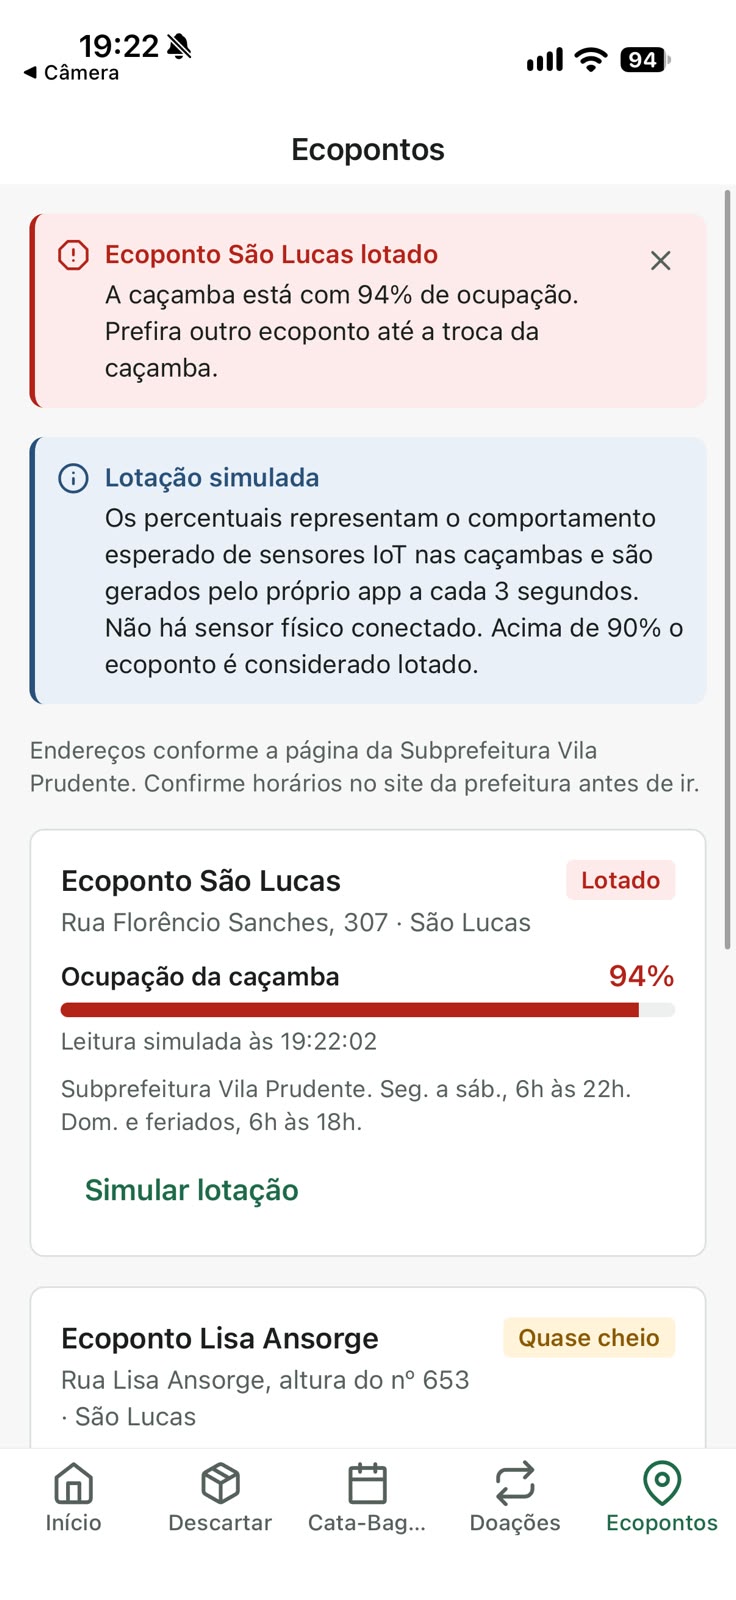 19:22
Câmera
94
Ecopontos
Ecoponto São Lucas lotado
A caçamba está com 94% de ocupação.
Prefira outro ecoponto até a troca da
caçamba.
Lotação simulada
Os percentuais representam o comportamento
esperado de sensores IoT nas caçambas e são
gerados pelo próprio app a cada 3 segundos.
Não há sensor físico conectado. Acima de 90% o
ecoponto é considerado lotado.
Endereços conforme a página da Subprefeitura Vila
Prudente. Confirme horários no site da prefeitura antes de ir.
Ecoponto São Lucas
Lotado
Rua Florêncio Sanches, 307 · São Lucas
Ocupação da caçamba 94%
Leitura simulada às 19:22:02
Subprefeitura Vila Prudente. Seg. a sáb., 6h às 22h.
Dom. e feriados, 6h às 18h.
Simular lotação
Ecoponto Lisa Ansorge
Quase cheio
Rua Lisa Ansorge, altura do nº 653
· São Lucas
Início
Descartar
Cata-Bag...
Doações
Ecopontos